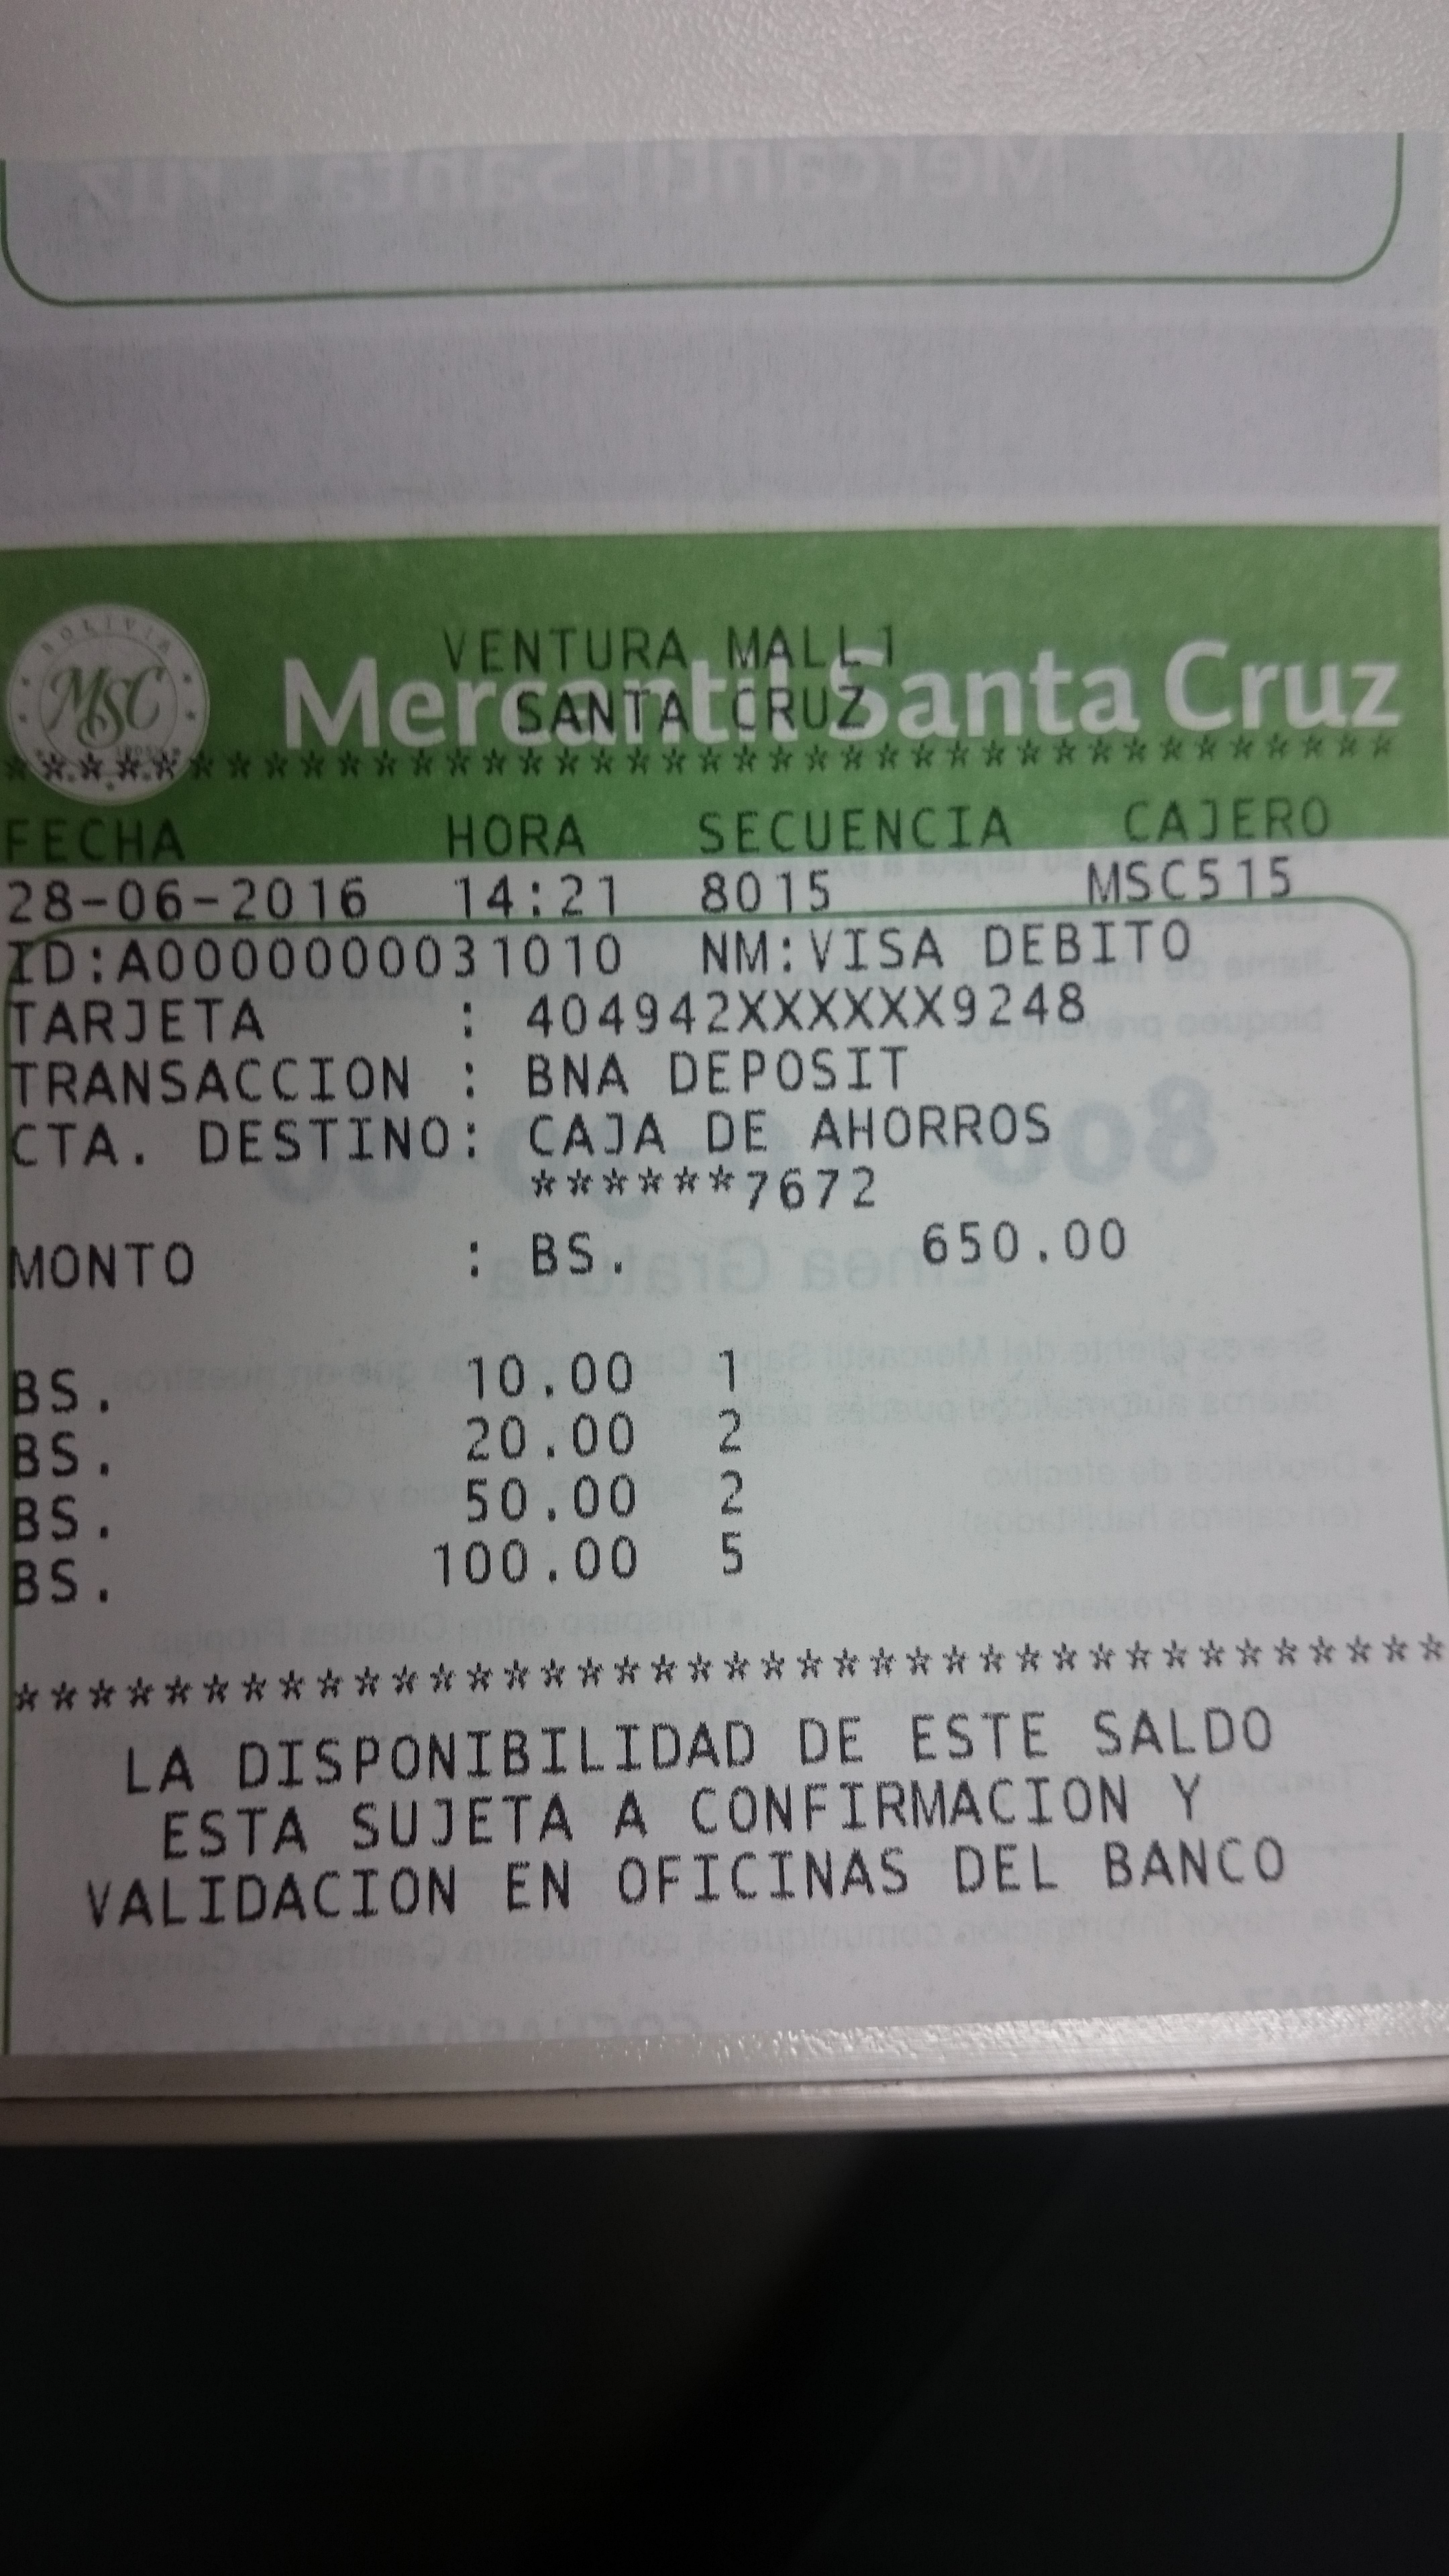 BOLIVIA
MSC
Mercantil Santa Cruz
VENTURA MALL1
SANTA CRUZ
**************************************
FECHA HORA SECUENCIA CAJERO
28-06-2016 14:21 8015 MSC515
ID:A0000000031010 NM:VISA DEBITO
TARJETA : 404942XXXXXX9248
TRANSACCION : BNA DEPOSIT
CTA. DESTINO: CAJA DE AHORROS
******7672
MONTO : BS. 650.00
BS. 10.00 1
BS. 20.00 2
BS. 50.00 2
BS. 100.00 5
**************************************
LA DISPONIBILIDAD DE ESTE SALDO
ESTA SUJETA A CONFIRMACION Y
VALIDACION EN OFICINAS DEL BANCO